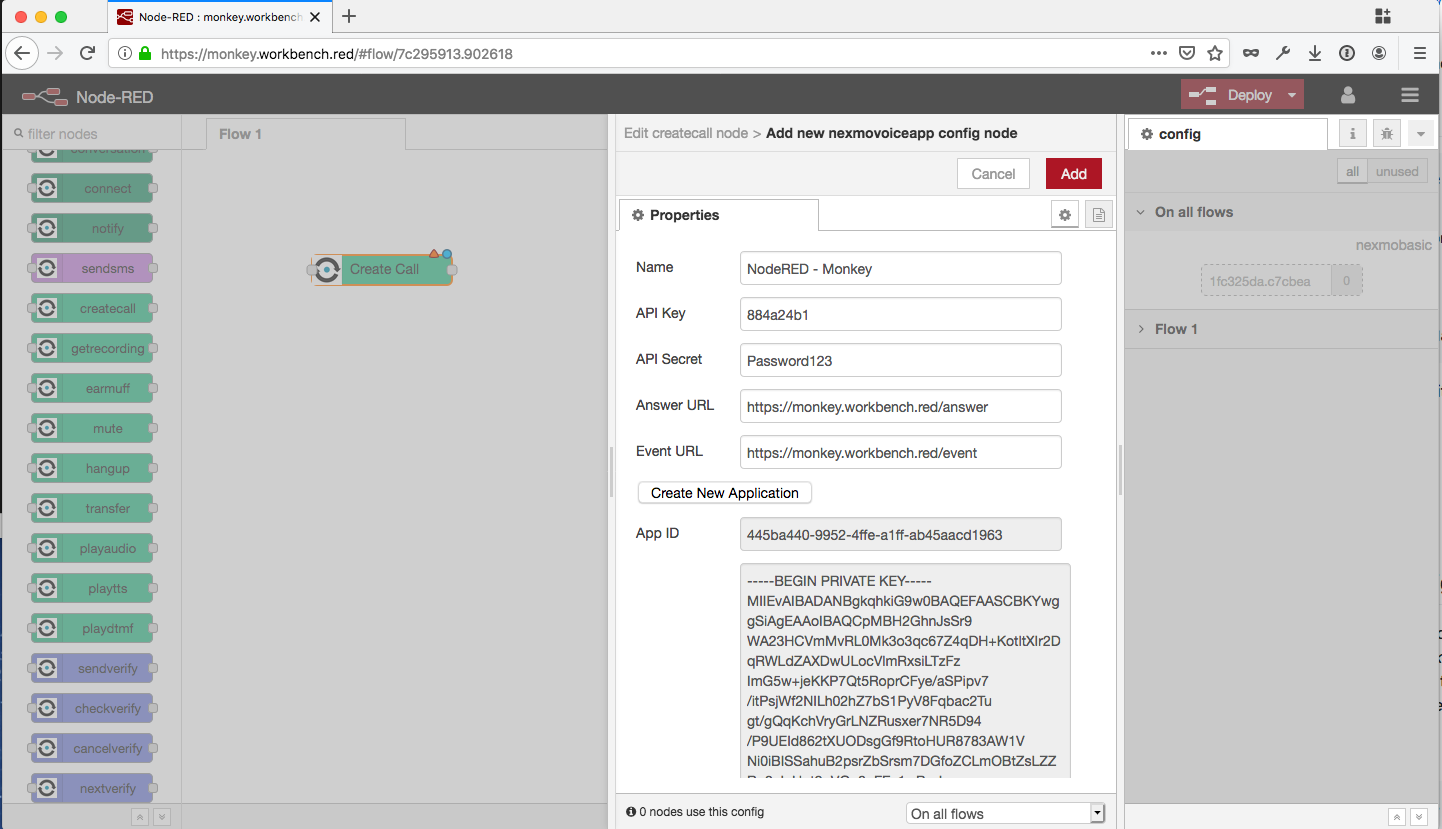 Node-RED : monkey.workbench
https://monkey.workbench.red/#flow/7c295913.902618
Node-RED
Deploy
filter nodes
Flow 1
conversation
connect
notify
sendsms
createcall
getrecording
earmuff
mute
hangup
transfer
playaudio
playtts
playdtmf
sendverify
checkverify
cancelverify
nextverify
Create Call
Edit createcall node > Add new nexmovoiceapp config node
Cancel
Add
Properties
Name
NodeRED - Monkey
API Key
884a24b1
API Secret
Password123
Answer URL
https://monkey.workbench.red/answer
Event URL
https://monkey.workbench.red/event
Create New Application
App ID
445ba440-9952-4ffe-a1ff-ab45aacd1963
-----BEGIN PRIVATE KEY-----
MIIEvAIBADANBgkqhkiG9w0BAQEFAASCBKYwg
gSiAgEAAoIBAQCpMBH2GhnJsSr9
WA23HCVmMvRL0Mk3o3qc67Z4qDH+KotItXlr2D
qRWLdZAXDwULocVlmRxsiLTzFz
ImG5w+jeKKP7Qt5RoprCFye/aSPipv7
/itPsjWf2NILh02hZ7bS1PyV8Fqbac2Tu
gt/gQqKchVryGrLNZRusxer7NR5D94
/P9UEId862tXUODsgGf9RtoHUR8783AW1V
Ni0iBISSahuB2psrZbSrsm7DGfoZCLmOBtZsLZZ
0 nodes use this config
On all flows
config
all
unused
On all flows
nexmobasic
1fc325da.c7cbea
0
Flow 1